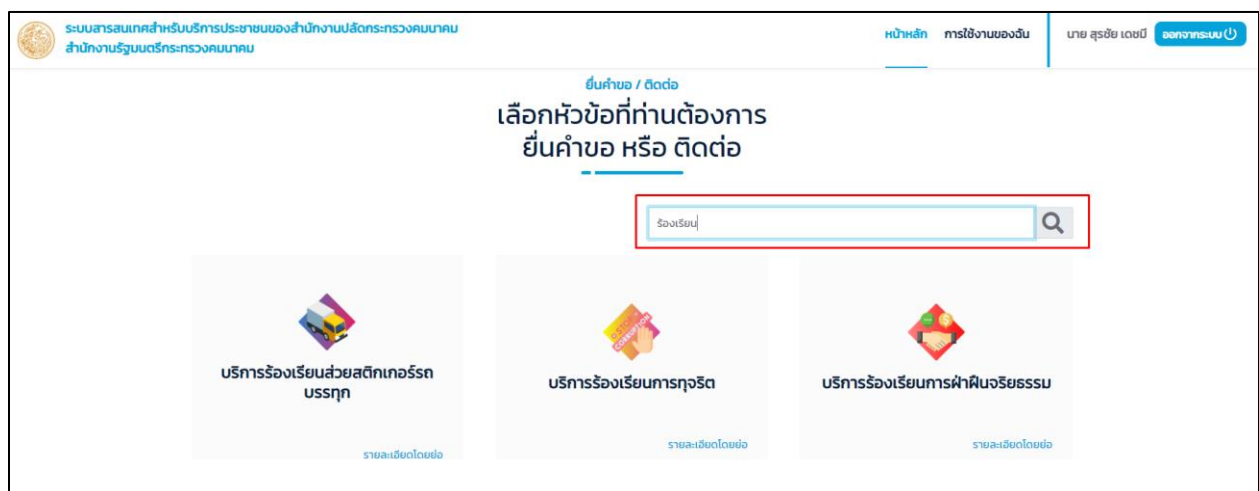 ระบบสารสนเทศสำหรับบริการประชาชนของสำนักงานปลัดกระทรวงคมนาคม
สำนักงานรัฐมนตรีกระทรวงคมนาคม
หน้าหลัก การใช้งานของฉัน นาย สุรชัย เดชมี ออกจากระบบ
ยื่นคำขอ / ติดต่อ
เลือกหัวข้อที่ท่านต้องการ
ยื่นคำขอ หรือ ติดต่อ
ร้องเรียน
บริการร้องเรียนส่วยสติกเกอร์รถ
บรรทุก
รายละเอียดโดยย่อ
STOP
CORRUPTION
บริการร้องเรียนการทุจริต
รายละเอียดโดยย่อ
บริการร้องเรียนการฝ่าฝืนจริยธรรม
รายละเอียดโดยย่อ